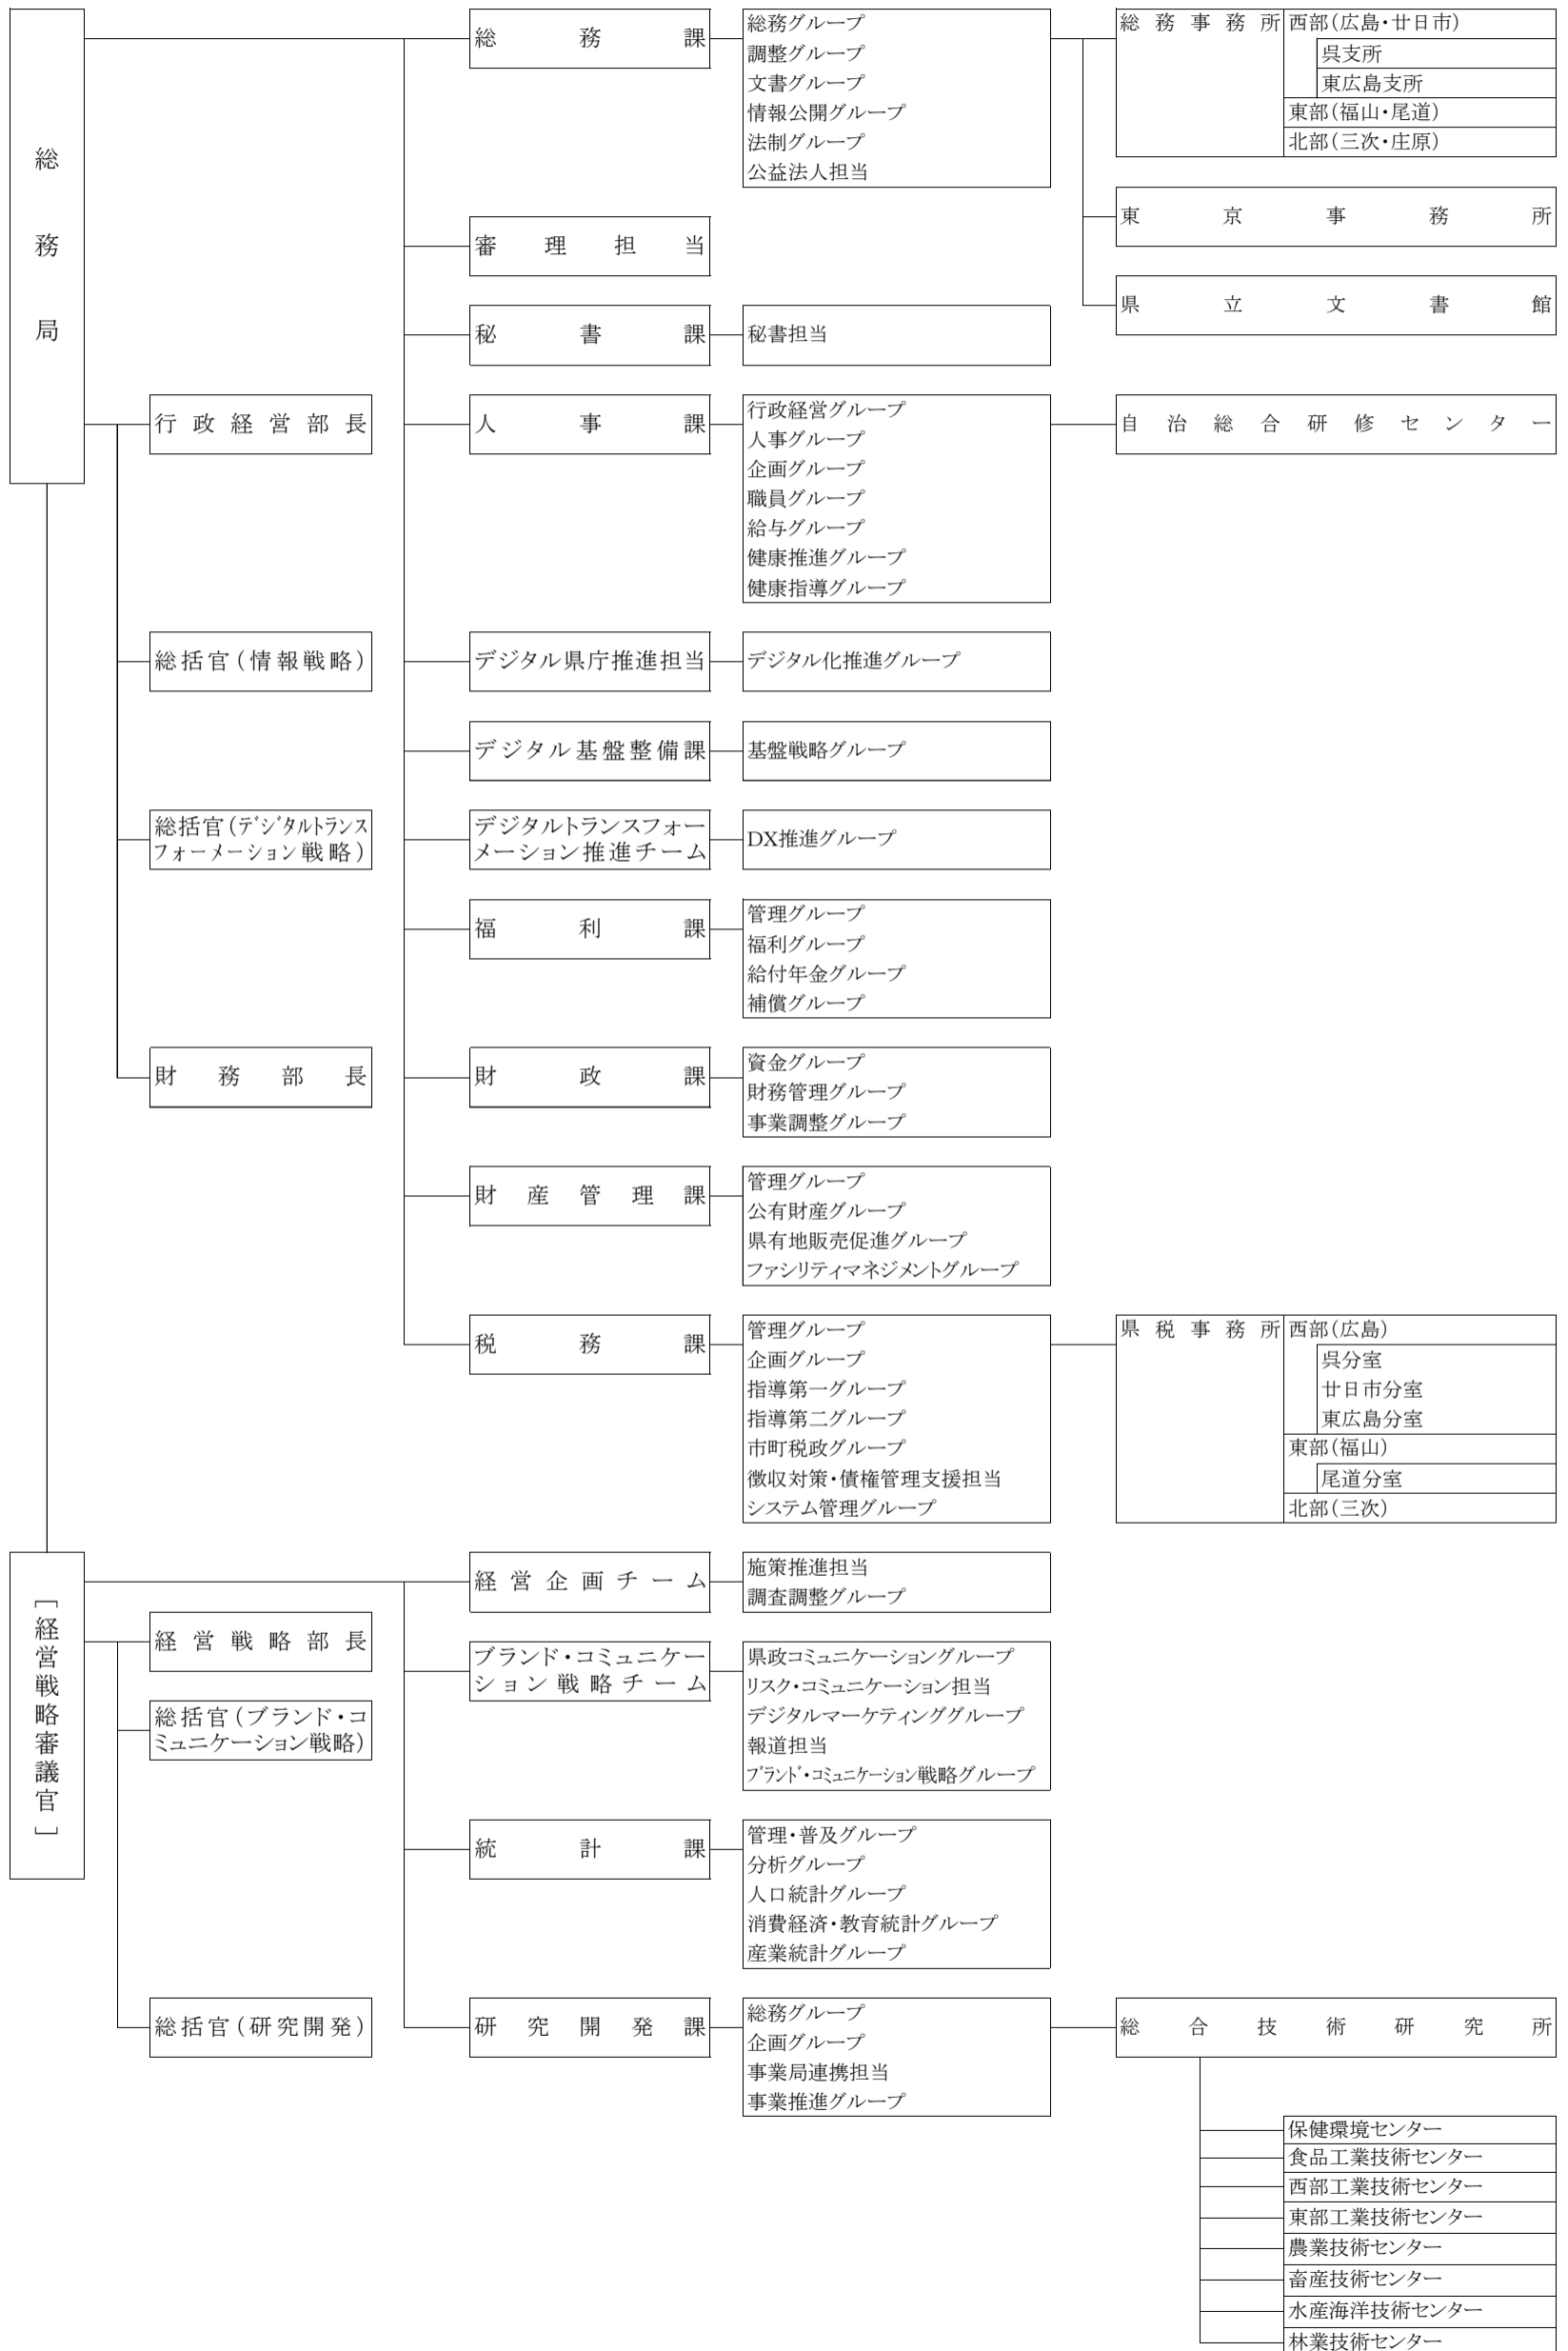 総務局
総務課
総務グループ
調整グループ
文書グループ
情報公開グループ
法制グループ
公益法人担当
総務事務所
西部(広島・廿日市)
呉支所
東広島支所
東部(福山・尾道)
北部(三次・庄原)
東京事務所
県立文書館
審理担当
秘書課
秘書担当
行政経営部長
人事課
行政経営グループ
人事グループ
企画グループ
職員グループ
給与グループ
健康推進グループ
健康指導グループ
自治総合研修センター
総括官(情報戦略)
デジタル県庁推進担当
デジタル化推進グループ
デジタル基盤整備課
基盤戦略グループ
総括官(デジタルトランス
フォーメーション戦略)
デジタルトランスフォー
メーション推進チーム
DX推進グループ
福利課
管理グループ
福利グループ
給付年金グループ
補償グループ
財務部長
財政課
資金グループ
財務管理グループ
事業調整グループ
財産管理課
管理グループ
公有財産グループ
県有地販売促進グループ
ファシリティマネジメントグループ
税務課
管理グループ
企画グループ
指導第一グループ
指導第二グループ
市町税政グループ
徴収対策・債権管理支援担当
システム管理グループ
県税事務所
西部(広島)
呉分室
廿日市分室
東広島分室
東部(福山)
尾道分室
北部(三次)
[経営戦略審議官]
経営企画チーム
施策推進担当
調査調整グループ
経営戦略部長
ブランド・コミュニケー
ション戦略チーム
県政コミュニケーショングループ
リスク・コミュニケーション担当
デジタルマーケティンググループ
報道担当
ブランド・コミュニケーション戦略グループ
総括官(ブランド・コ
ミュニケーション戦略)
統計課
管理・普及グループ
分析グループ
人口統計グループ
消費経済・教育統計グループ
産業統計グループ
総括官(研究開発)
研究開発課
総務グループ
企画グループ
事業局連携担当
事業推進グループ
総合技術研究所
保健環境センター
食品工業技術センター
西部工業技術センター
東部工業技術センター
農業技術センター
畜産技術センター
水産海洋技術センター
林業技術センター